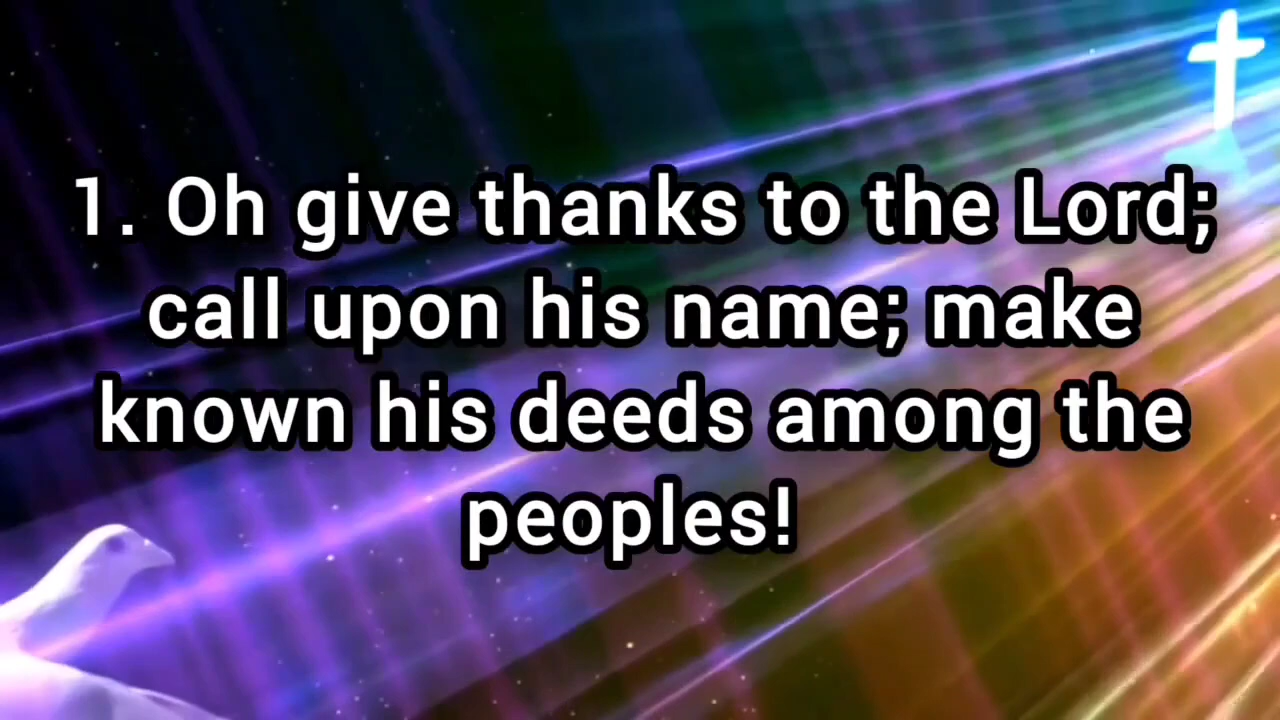 1. Oh give thanks to the Lord;
call upon his name; make
known his deeds among the
peoples!